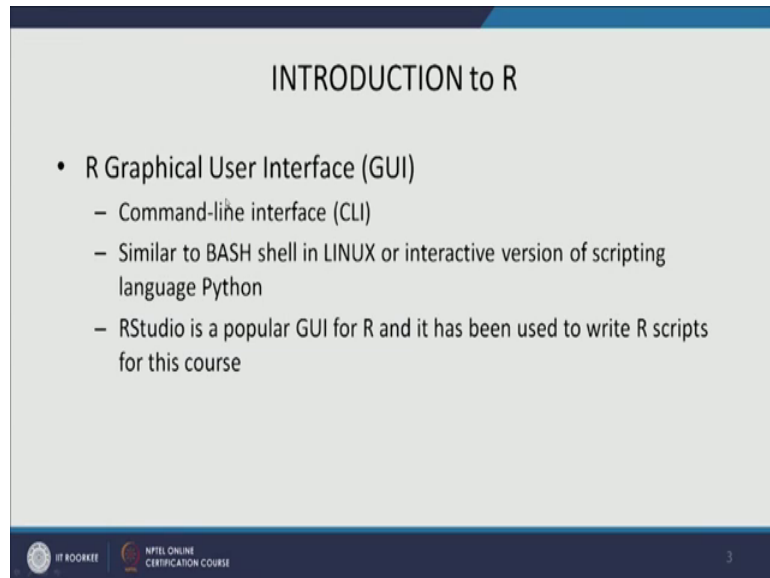 INTRODUCTION to R
• R Graphical User Interface (GUI)
– Command-line interface (CLI)
– Similar to BASH shell in LINUX or interactive version of scripting
language Python
– RStudio is a popular GUI for R and it has been used to write R scripts
for this course
IIT ROORKEE
NPTEL ONLINE
CERTIFICATION COURSE
3